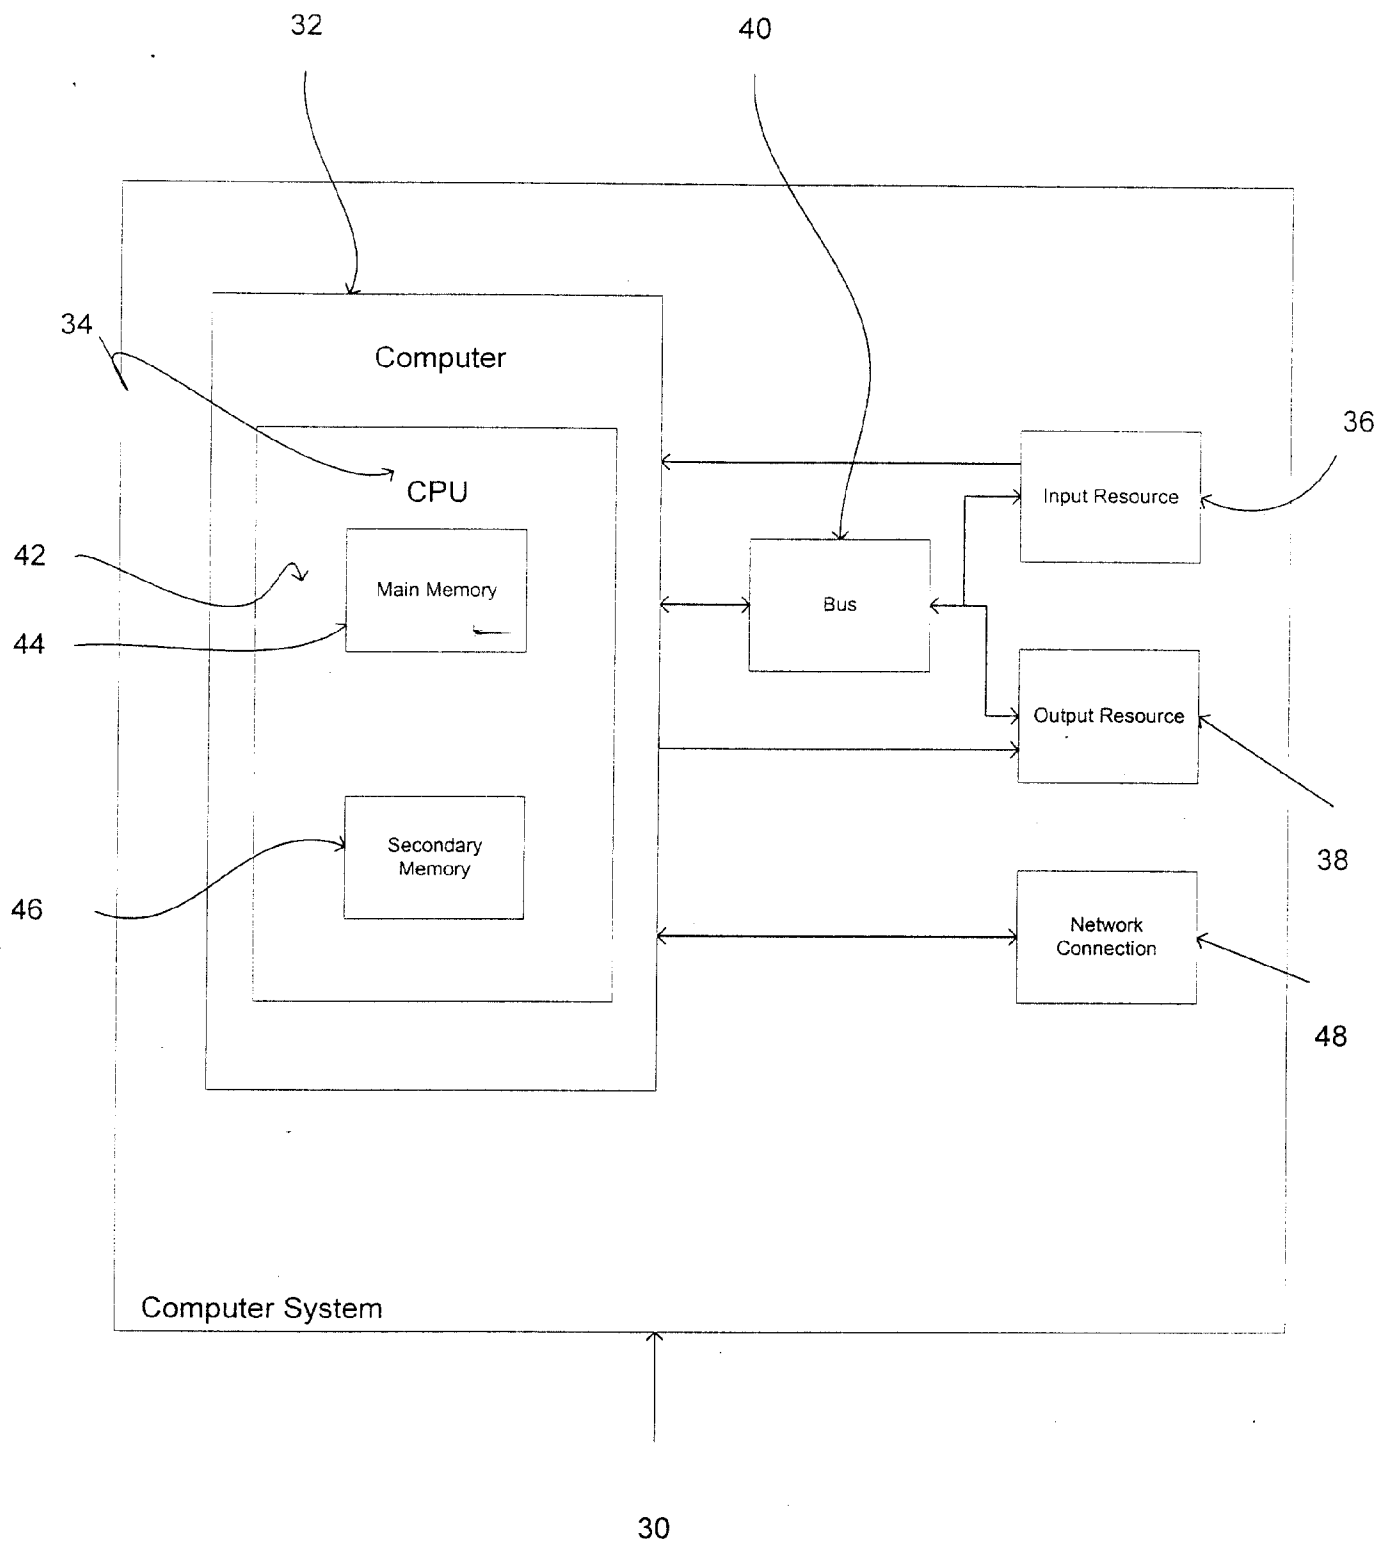 32
40
34
Computer
36
CPU
Input Resource
42
Main Memory
Bus
44
Output Resource
Secondary
Memory
38
46
Network
Connection
48
Computer System
30